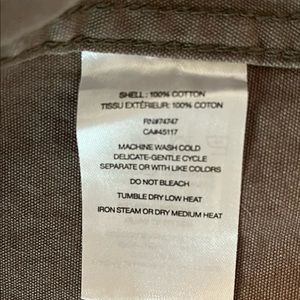 SHELL : 100% COTTON
TISSU EXTÉRIEUR: 100% COTON
RN#74747
CA#45117
MACHINE WASH COLD
DELICATE-GENTLE CYCLE
SEPARATE OR WITH LIKE COLORS
DO NOT BLEACH
TUMBLE DRY LOW HEAT
IRON STEAM OR DRY MEDIUM HEAT